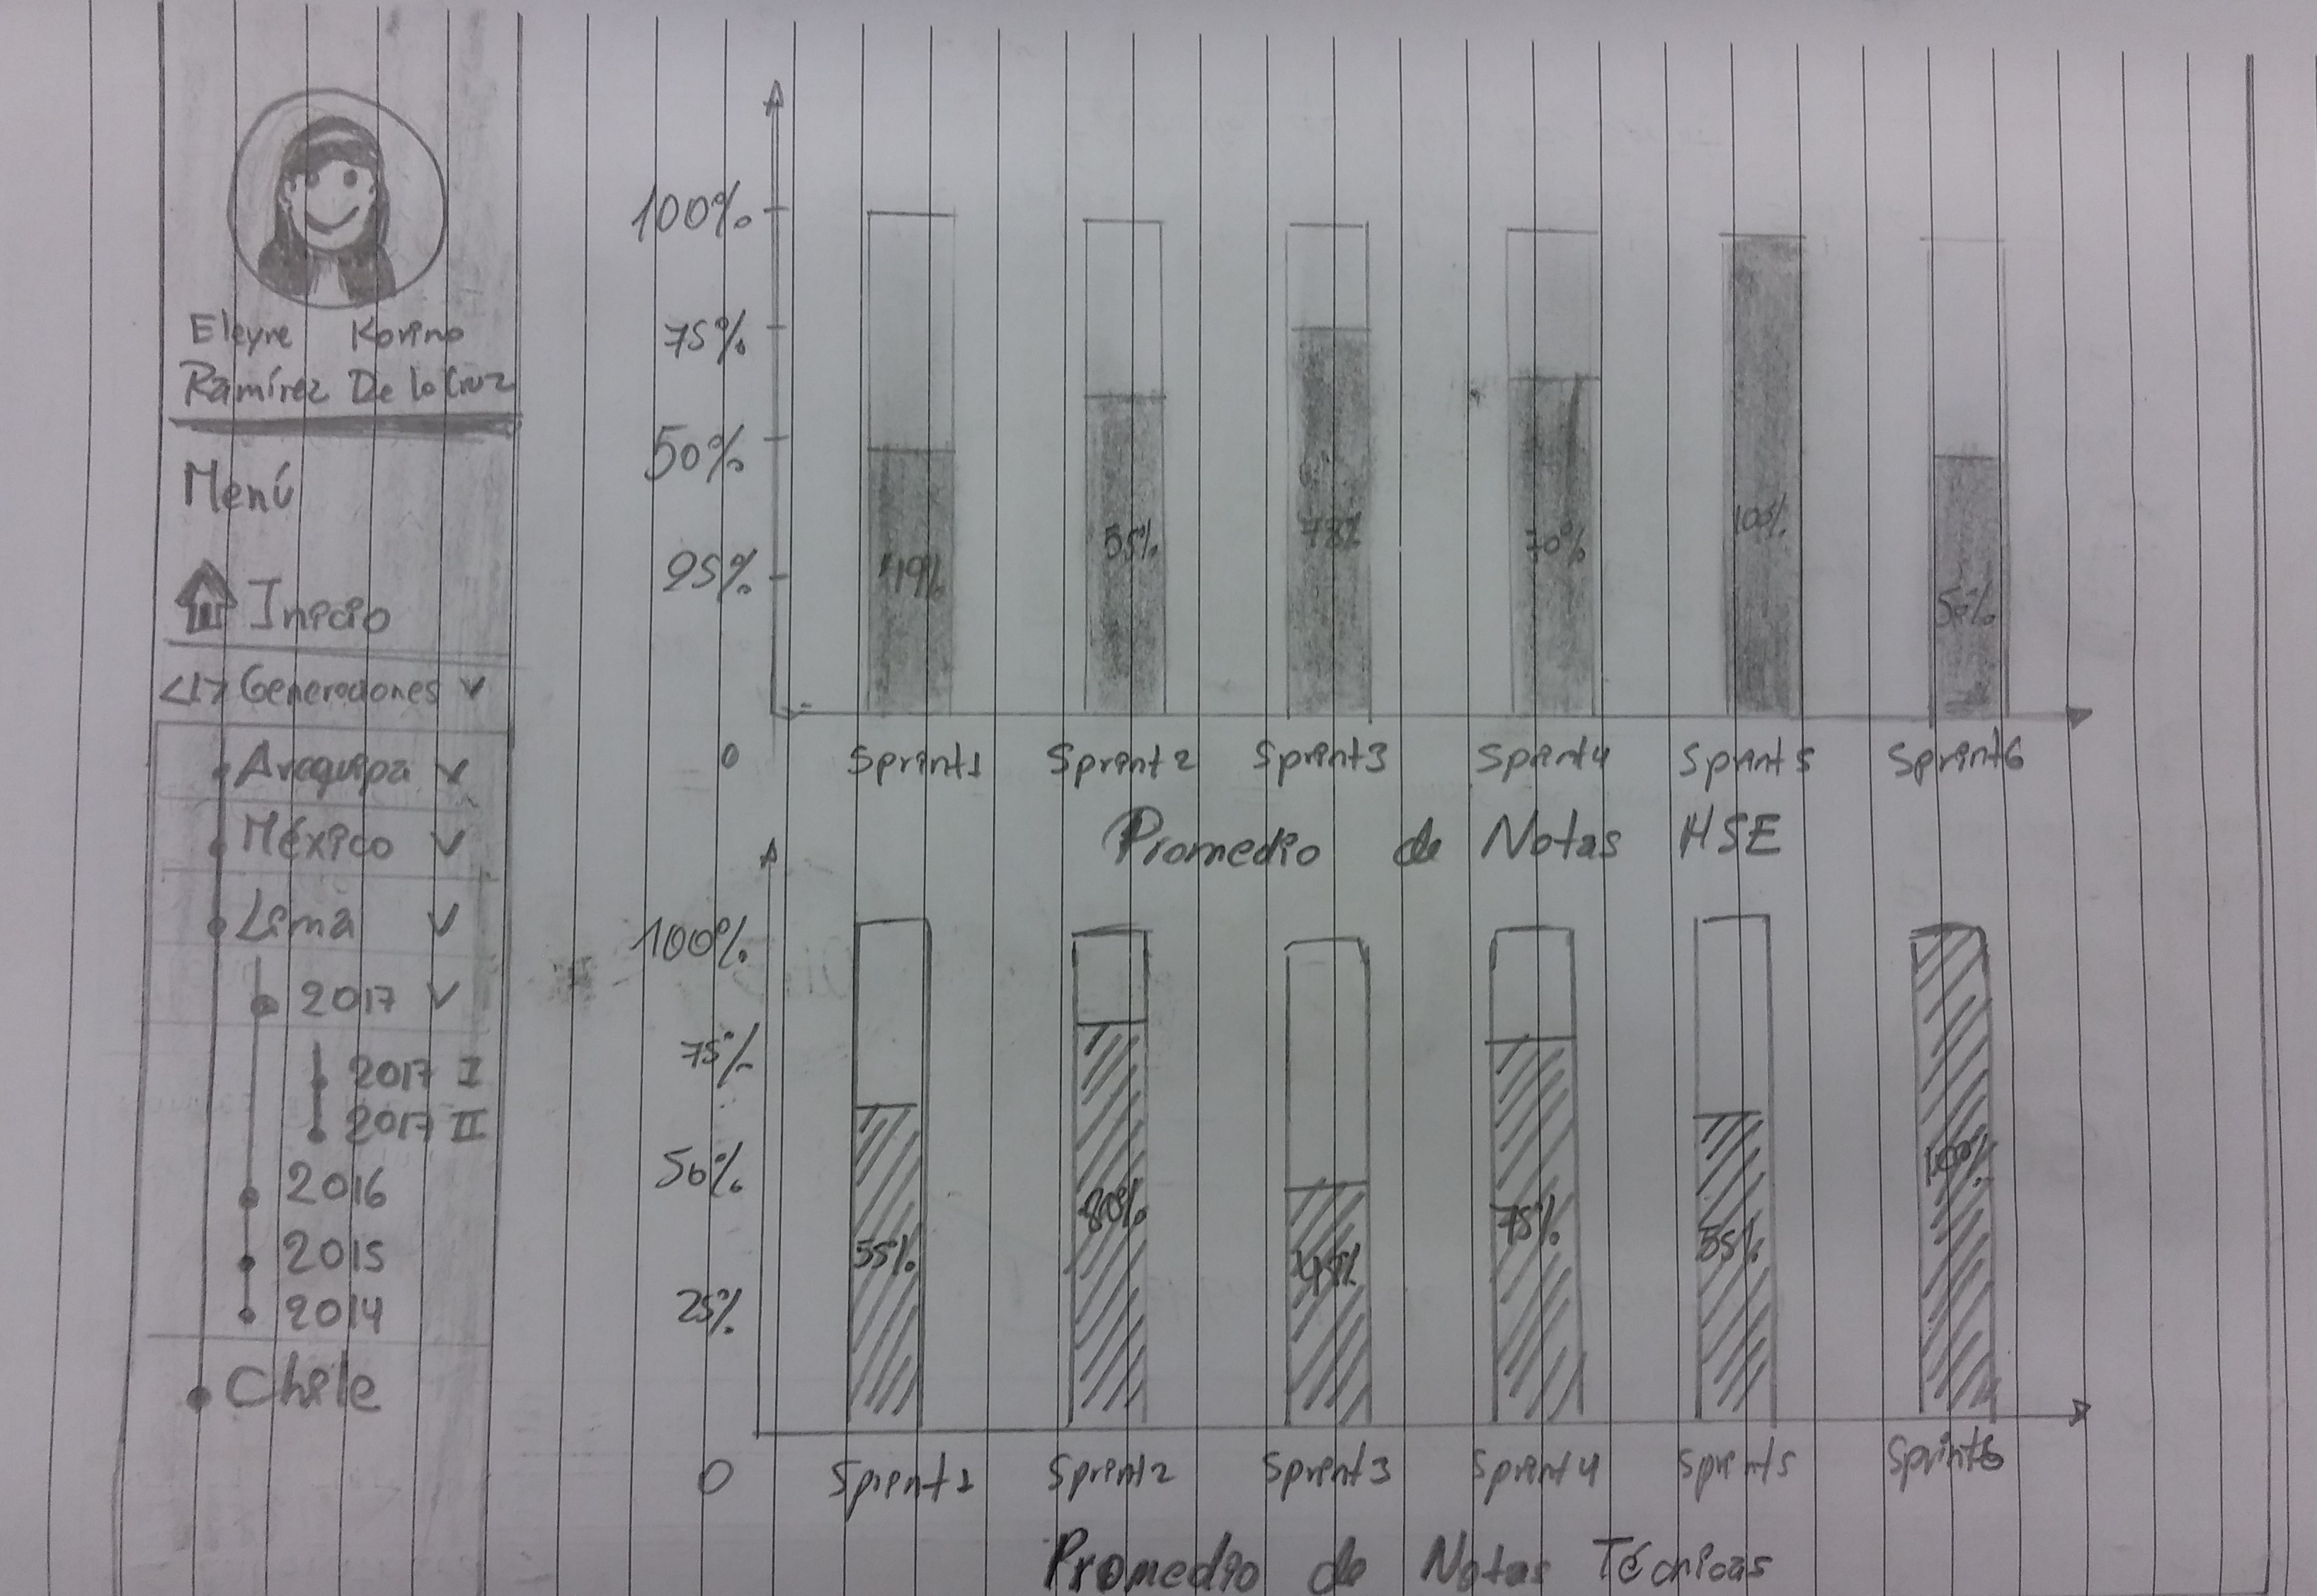 Eleyne Korina
Ramírez De la Cruz
Menú
Inicio
</> Generaciones v
Arequipa v
México v
Lima v
2017 v
2017 I
2017 II
2016
2015
2014
Chile
100%
75%
50%
25%
0
49% 55% 78% 70% 100% 50%
Sprint1 Sprint2 Sprint3 Sprint4 Sprint5 Sprint6
Promedio de Notas HSE
100%
75%
50%
25%
0
55% 80% 45% 75% 55% 100%
Sprint1 Sprint2 Sprint3 Sprint4 Sprint5 Sprint6
Promedio de Notas Técnicas